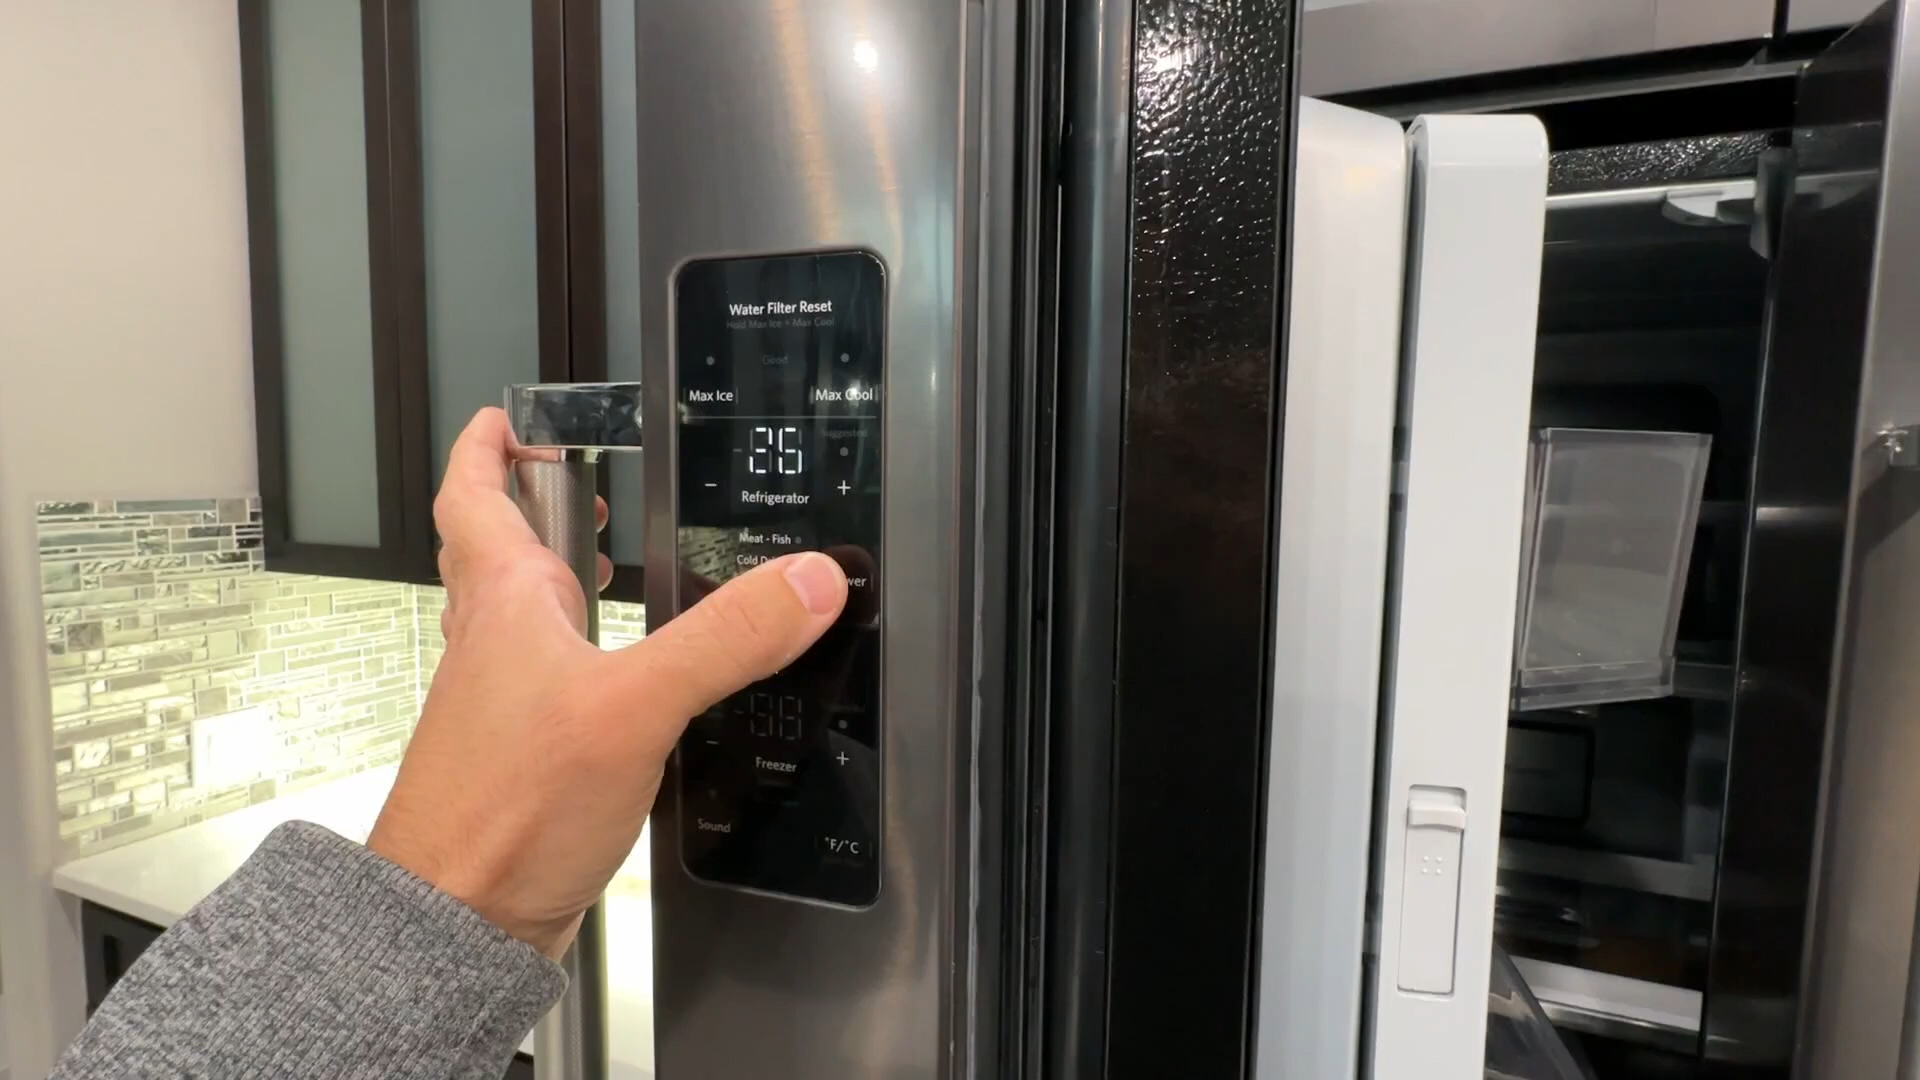 Water Filter Reset
Hold Max Ice + Max Cool
Good
Max Ice Max Cool
Suggested
- +
Refrigerator
Meat - Fish
Cold
- +
Freezer
Sound
°F/°C